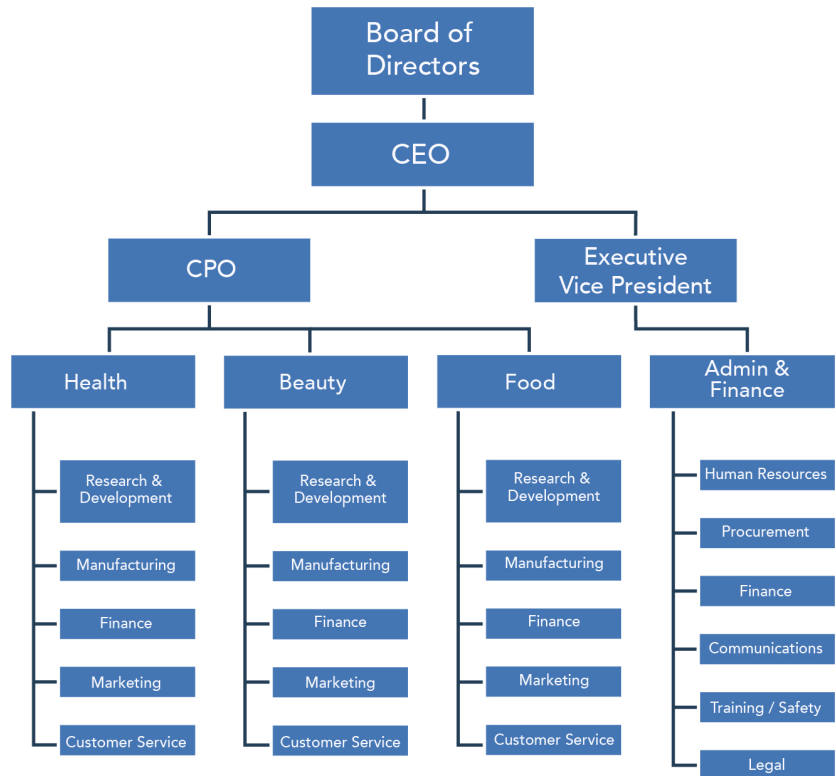 Board of
Directors
CEO
CPO
Executive
Vice President
Health
Beauty
Food
Admin &
Finance
Research &
Development
Manufacturing
Finance
Marketing
Customer Service
Research &
Development
Manufacturing
Finance
Marketing
Customer Service
Research &
Development
Manufacturing
Finance
Marketing
Customer Service
Human Resources
Procurement
Finance
Communications
Training / Safety
Legal